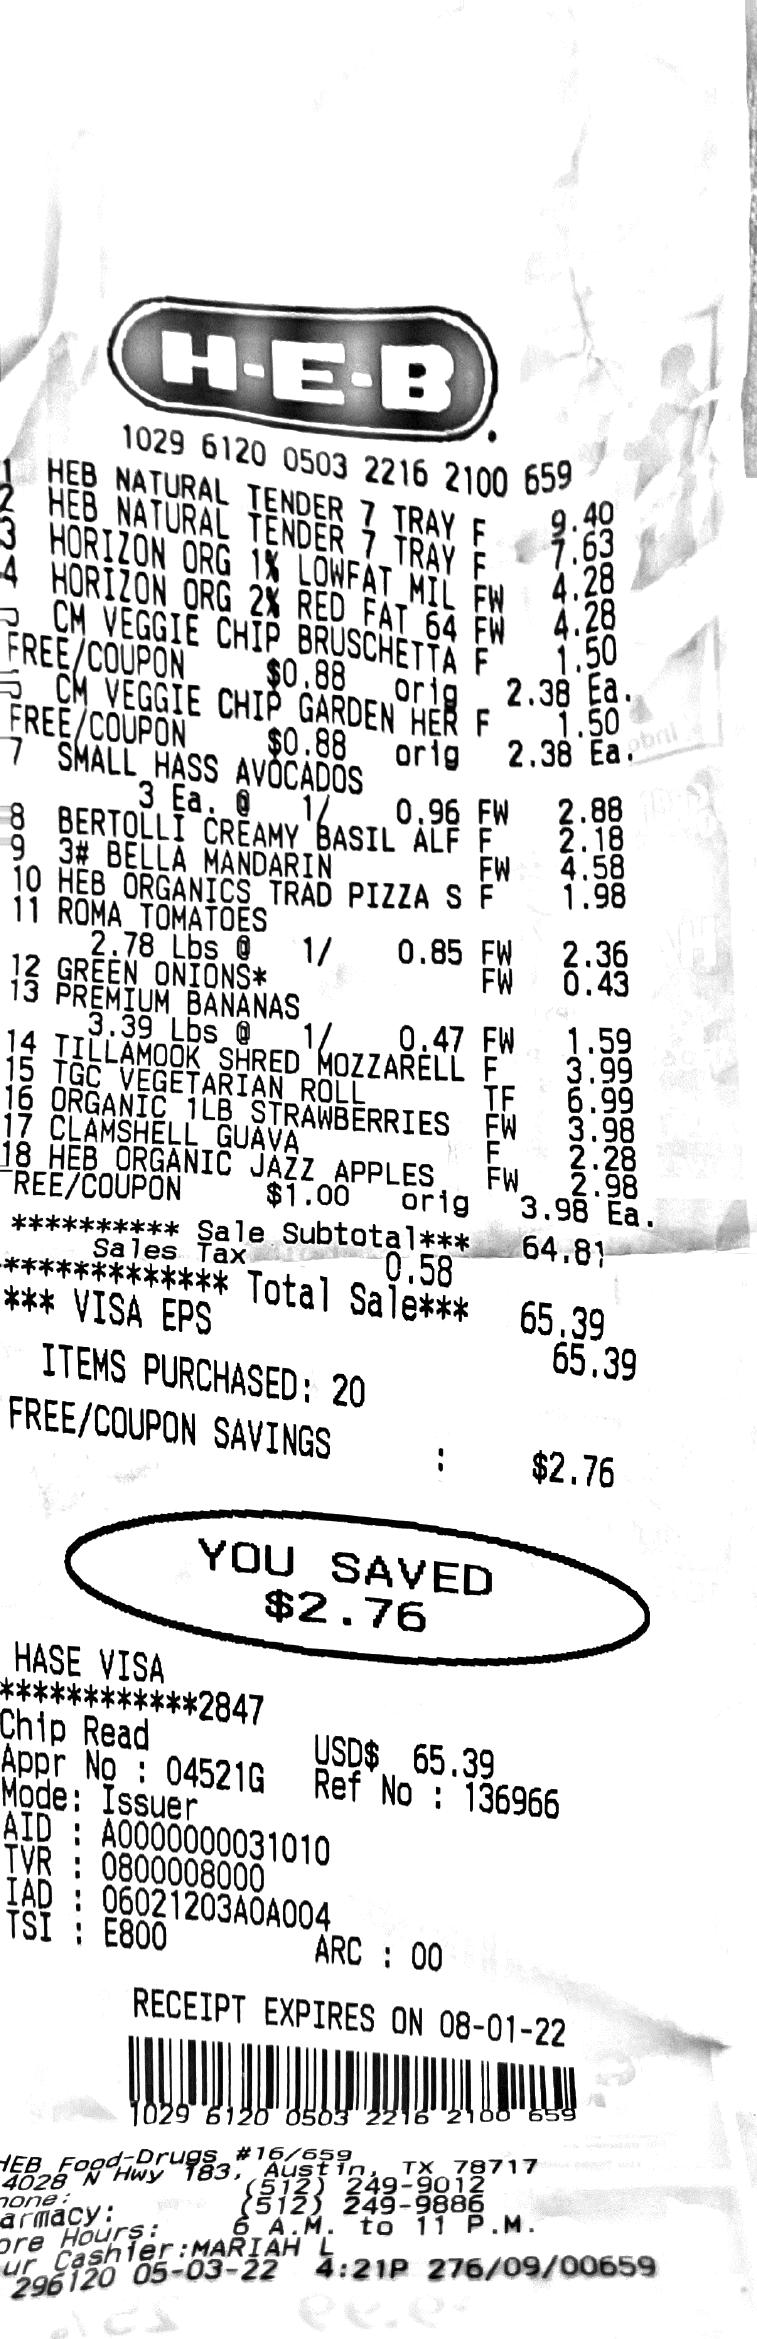 H-E-B
1029 6120 0503 2216 2100 659
1 HEB NATURAL TENDER 7 TRAY F 9.40
2 HEB NATURAL TENDER 7 TRAY F 7.63
3 HORIZON ORG 1% LOWFAT MIL FW 4.28
4 HORIZON ORG 2% RED FAT 64 FW 4.28
CM VEGGIE CHIP BRUSCHETTA F 1.50
FREE/COUPON $0.88 orig 2.38 Ea.
CM VEGGIE CHIP GARDEN HER F 1.50
FREE/COUPON $0.88 orig 2.38 Ea.
7 SMALL HASS AVOCADOS
3 Ea. @ 1/ 0.96 FW 2.88
8 BERTOLLI CREAMY BASIL ALF F 2.18
9 3# BELLA MANDARIN FW 4.58
10 HEB ORGANICS TRAD PIZZA S F 1.98
11 ROMA TOMATOES
2.78 Lbs @ 1/ 0.85 FW 2.36
12 GREEN ONIONS* FW 0.43
13 PREMIUM BANANAS
3.39 Lbs @ 1/ 0.47 FW 1.59
14 TILLAMOOK SHRED MOZZARELL F 3.99
15 TGC VEGETARIAN ROLL TF 6.99
16 ORGANIC 1LB STRAWBERRIES FW 3.98
17 CLAMSHELL GUAVA F 2.28
18 HEB ORGANIC JAZZ APPLES FW 2.98
REE/COUPON $1.00 orig 3.98 Ea.
********** Sale Subtotal*** 64.81
Sales Tax 0.58
************* Total Sale*** 65.39
*** VISA EPS 65.39
ITEMS PURCHASED: 20
FREE/COUPON SAVINGS : $2.76
YOU SAVED
$2.76
HASE VISA
************2847
Chip Read USD$ 65.39
Appr No : 04521G Ref No : 136966
Mode: Issuer
AID : A0000000031010
TVR : 0800008000
IAD : 06021203A0A004
TSI : E800 ARC : 00
RECEIPT EXPIRES ON 08-01-22
1029 6120 0503 2216 2100 659
HEB Food-Drugs #16/659
4028 N Hwy 183, Austin, TX 78717
hone: (512) 249-9012
armacy: (512) 249-9886
ore Hours: 6 A.M. to 11 P.M.
ur Cashier:MARIAH L
296120 05-03-22 4:21P 276/09/00659